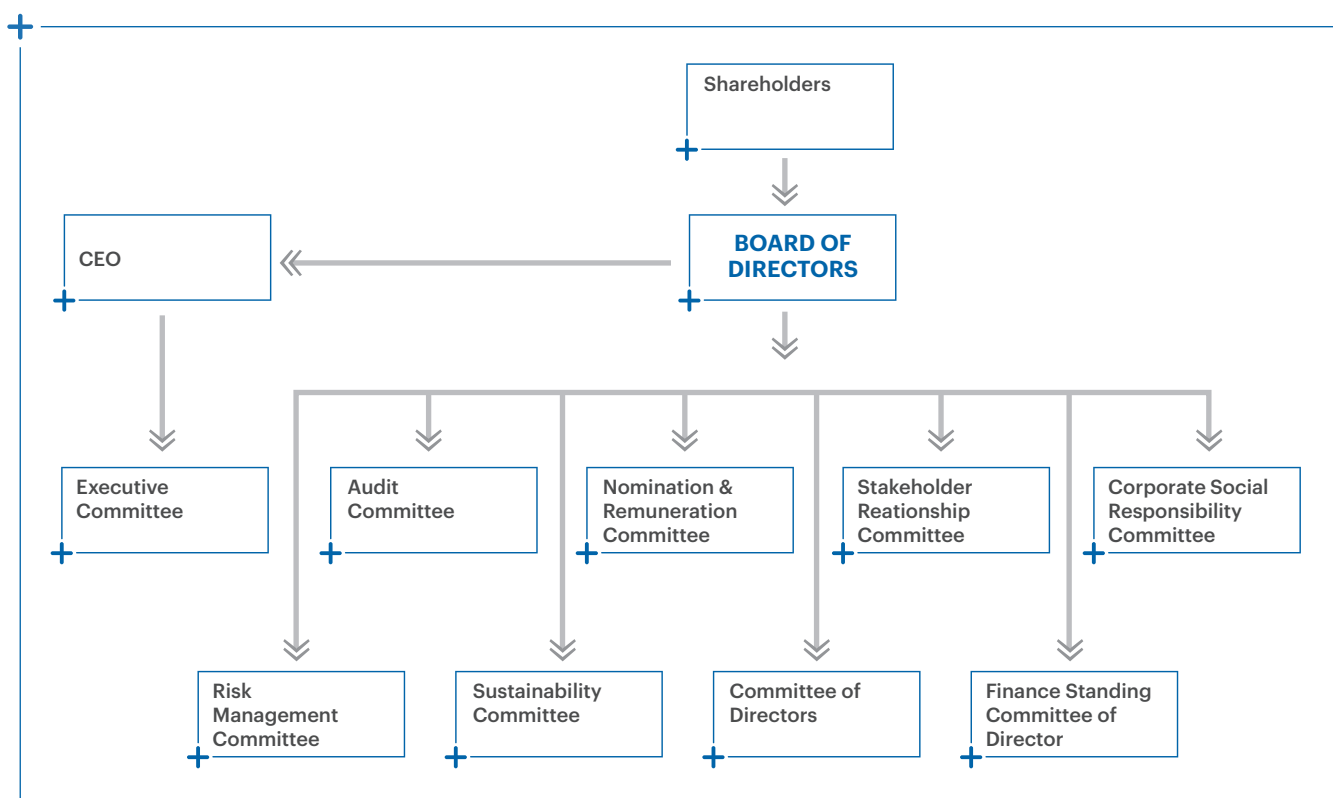 Shareholders
CEO
BOARD OF
DIRECTORS
Executive
Committee
Audit
Committee
Nomination &
Remuneration
Committee
Stakeholder
Reationship
Committee
Corporate Social
Responsibility
Committee
Risk
Management
Committee
Sustainability
Committee
Committee of
Directors
Finance Standing
Committee of
Director